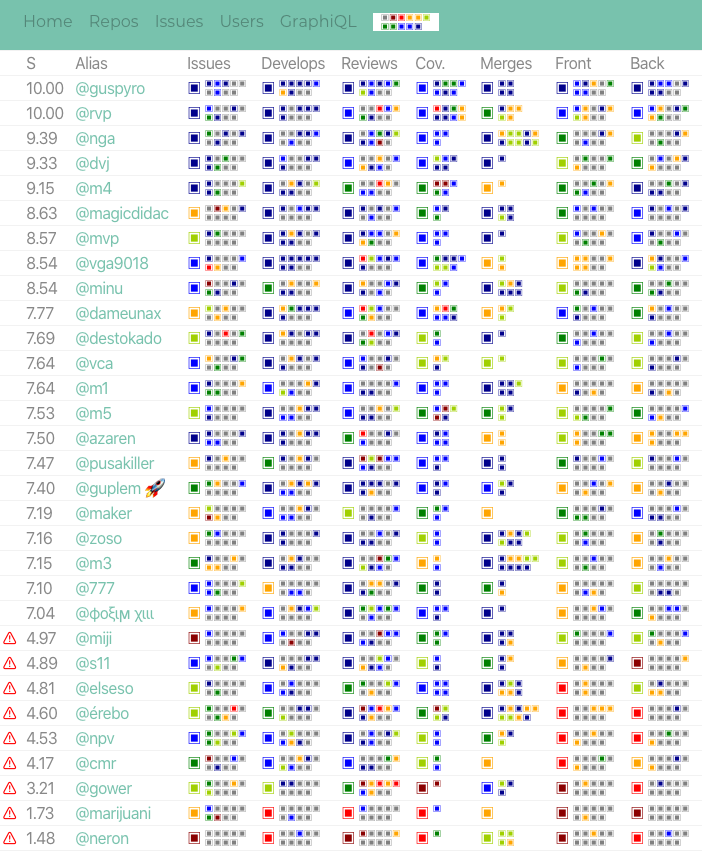 Home Repos Issues Users GraphiQL
S Alias Issues Develops Reviews Cov. Merges Front Back
10.00 @guspyro
10.00 @rvp
9.39 @nga
9.33 @dvj
9.15 @m4
8.63 @magicdidac
8.57 @mvp
8.54 @vga9018
8.54 @minu
7.77 @dameunax
7.69 @destokado
7.64 @vca
7.64 @m1
7.53 @m5
7.50 @azaren
7.47 @pusakiller
7.40 @guplem 🚀
7.19 @maker
7.16 @zoso
7.15 @m3
7.10 @777
7.04 @φοξιμ χιιι
4.97 @miji
4.89 @s11
4.81 @elseso
4.60 @érebo
4.53 @npv
4.17 @cmr
3.21 @gower
1.73 @marijuani
1.48 @neron